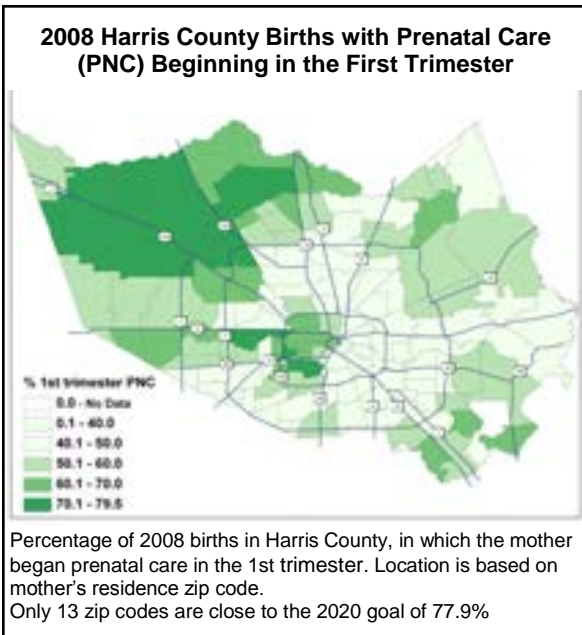 2008 Harris County Births with Prenatal Care
(PNC) Beginning in the First Trimester
% 1st trimester PNC
0.0 - No Data
0.1 - 40.0
40.1 - 50.0
50.1 - 60.0
60.1 - 70.0
70.1 - 79.5
Percentage of 2008 births in Harris County, in which the mother
began prenatal care in the 1st trimester. Location is based on
mother's residence zip code.
Only 13 zip codes are close to the 2020 goal of 77.9%